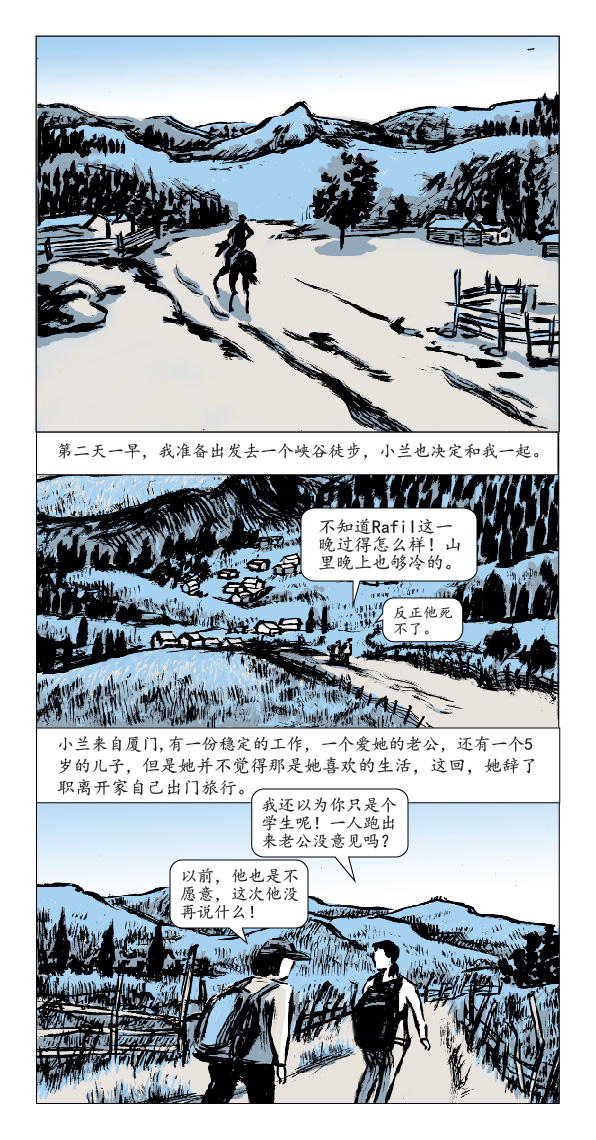 第二天一早，我准备出发去一个峡谷徒步，小兰也决定和我一起。
不知道Rafil这一
晚过得怎么样！山
里晚上也够冷的。
反正他死
不了。
小兰来自厦门,有一份稳定的工作，一个爱她的老公，还有一个5
岁的儿子，但是她并不觉得那是她喜欢的生活，这回，她辞了
职离开家自己出门旅行。
我还以为你只是个
学生呢！一人跑出
来老公没意见吗？
以前，他也是不
愿意，这次他没
再说什么！